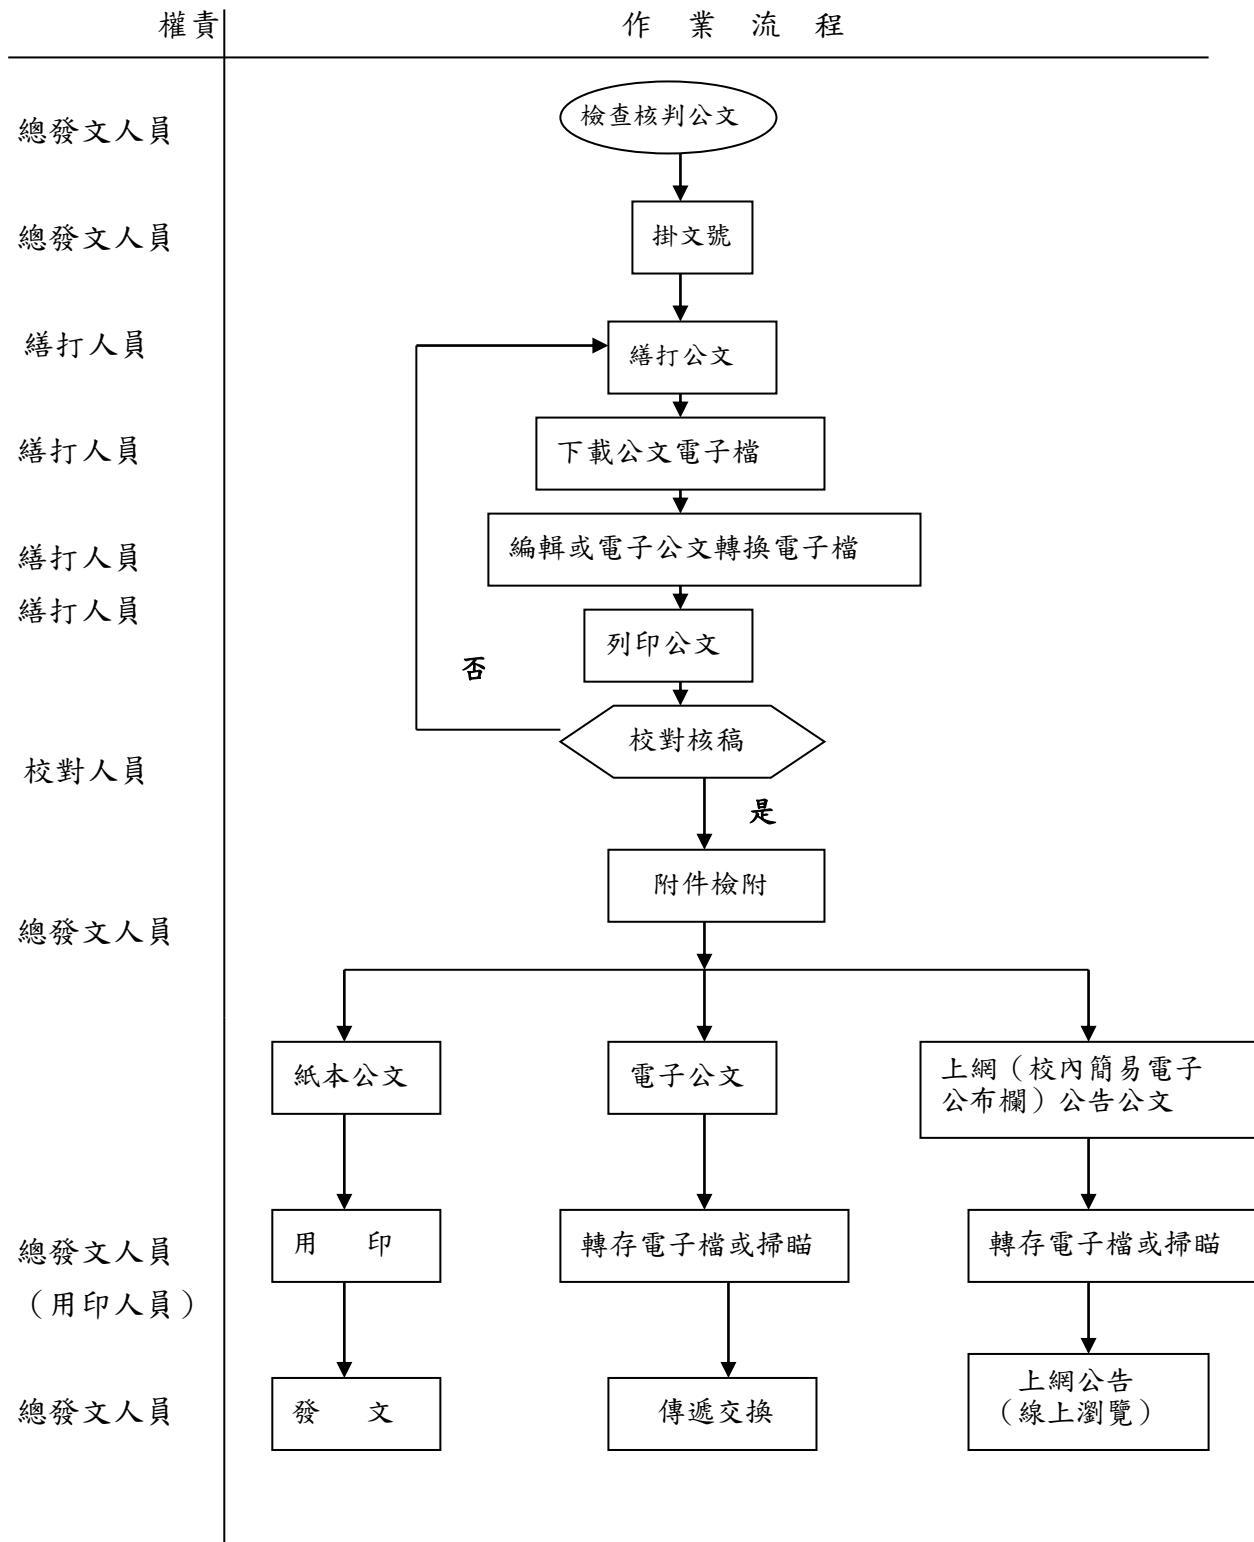 權責
作業流程
總發文人員
檢查核判公文
總發文人員
掛文號
繕打人員
繕打公文
繕打人員
下載公文電子檔
繕打人員
編輯或電子公文轉換電子檔
繕打人員
列印公文
否
校對人員
校對核稿
是
附件檢附
總發文人員
紙本公文
電子公文
上網（校內簡易電子
公布欄）公告公文
總發文人員
（用印人員）
用 印
轉存電子檔或掃瞄
轉存電子檔或掃瞄
總發文人員
發 文
傳遞交換
上網公告
（線上瀏覽）